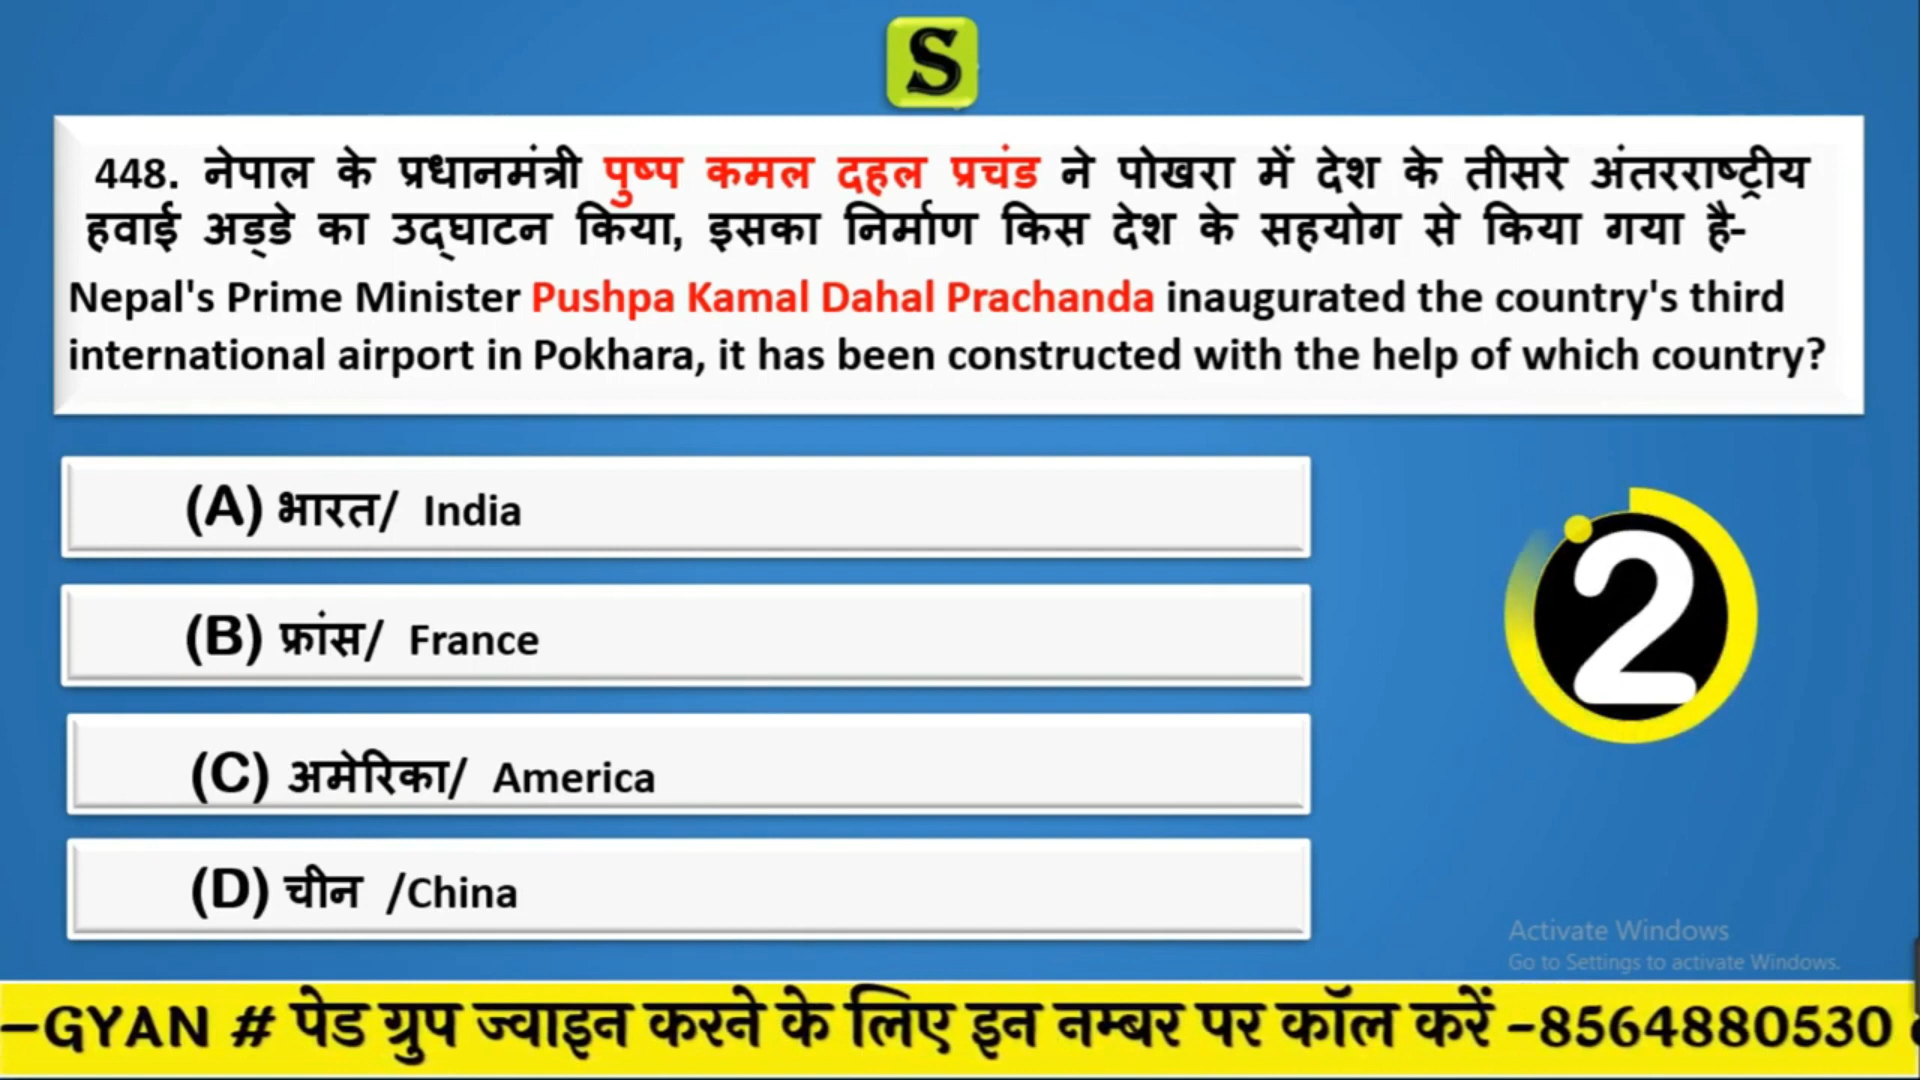 S
448. नेपाल के प्रधानमंत्री पुष्प कमल दहल प्रचंड ने पोखरा में देश के तीसरे अंतरराष्ट्रीय
हवाई अड्डे का उद्घाटन किया, इसका निर्माण किस देश के सहयोग से किया गया है-
Nepal's Prime Minister Pushpa Kamal Dahal Prachanda inaugurated the country's third
international airport in Pokhara, it has been constructed with the help of which country?
(A) भारत/ India
(B) फ्रांस/ France
2
(C) अमेरिका/ America
(D) चीन /China
Activate Windows
Go to Settings to activate Windows.
–GYAN # पेड ग्रुप ज्वाइन करने के लिए इन नम्बर पर कॉल करें –8564880530